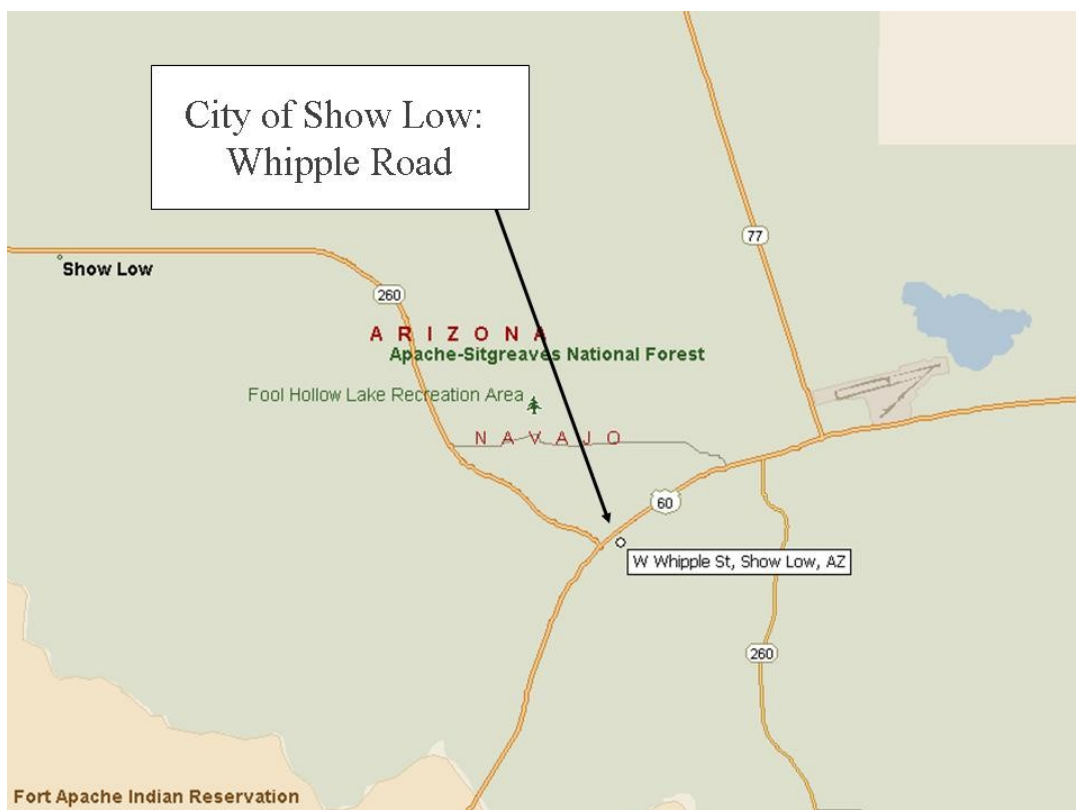 City of Show Low:
Whipple Road
77
Show Low
260
A R I Z O N A
Apache-Sitgreaves National Forest
Fool Hollow Lake Recreation Area
N A V A J O
60
W Whipple St, Show Low, AZ
260
Fort Apache Indian Reservation